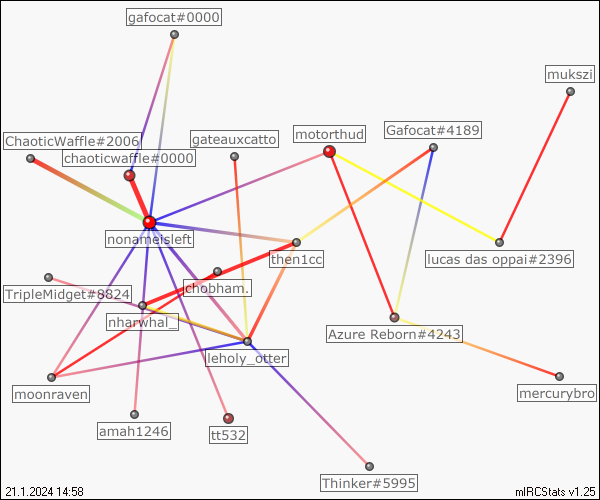 gafocat#0000
mukszi
ChaoticWaffle#2006
gateauxcatto
motorthud
Gafocat#4189
chaoticwaffle#0000
nonameisleft
then1cc
lucas das oppai#2396
TripleMidget#8824
chobham.
nharwhal_
Azure Reborn#4243
leholy_otter
moonraven
mercurybro
amah1246
tt532
Thinker#5995
21.1.2024 14:58
mIRCStats v1.25